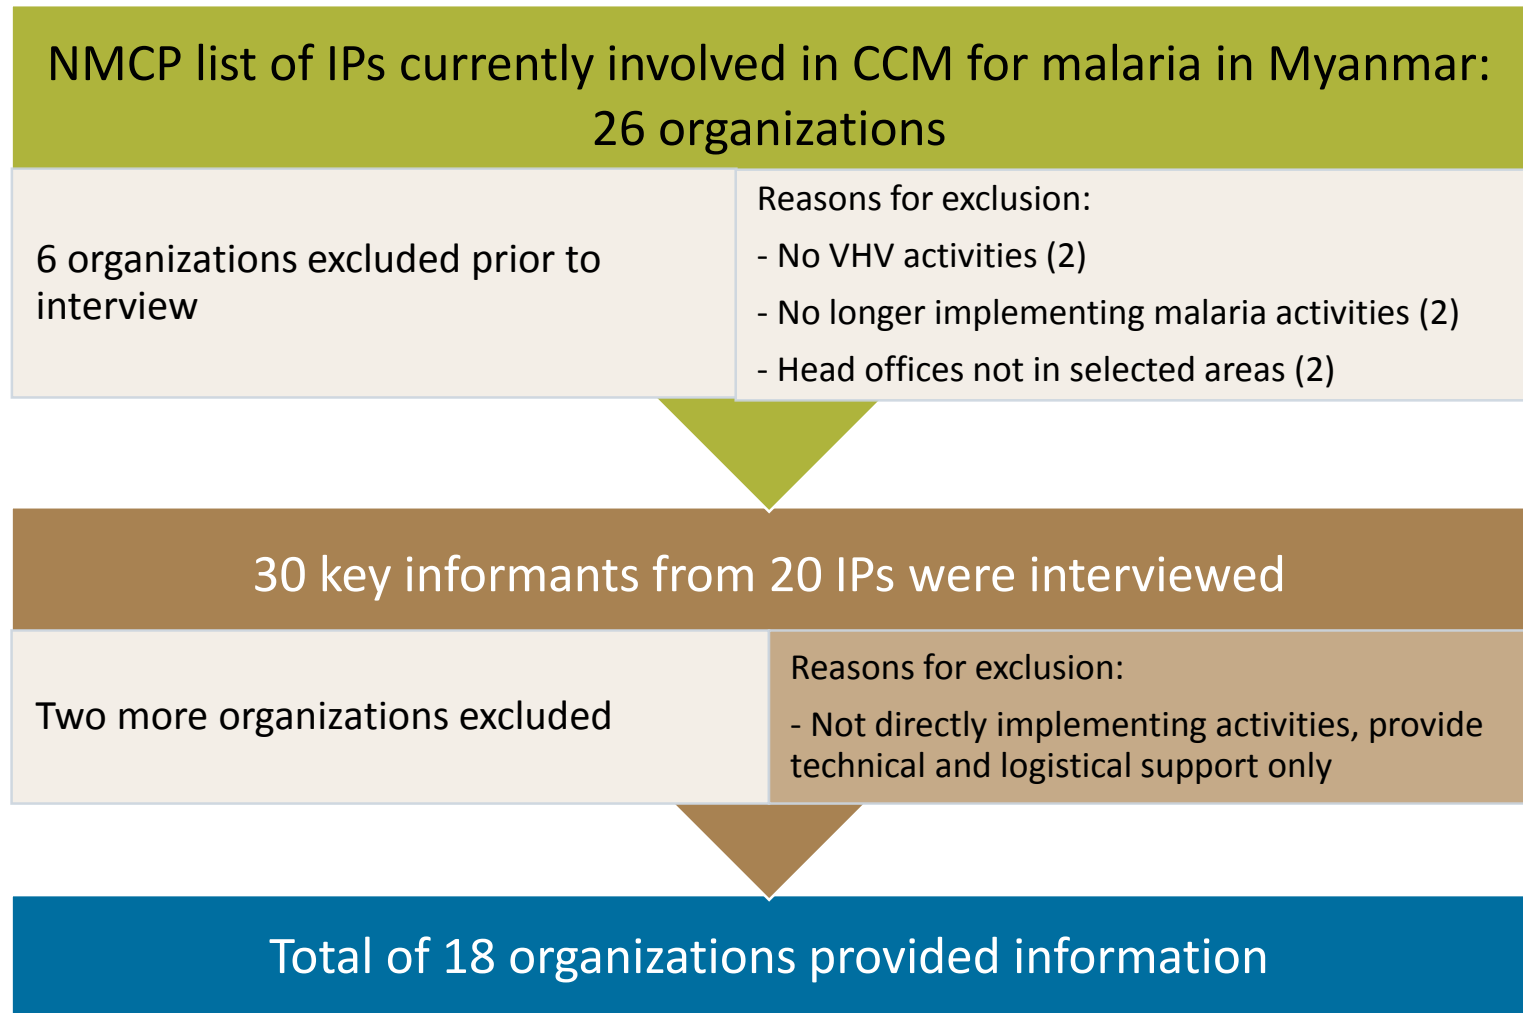 NMCP list of IPs currently involved in CCM for malaria in Myanmar:
26 organizations
6 organizations excluded prior to
interview
Reasons for exclusion:
- No VHV activities (2)
- No longer implementing malaria activities (2)
- Head offices not in selected areas (2)
30 key informants from 20 IPs were interviewed
Two more organizations excluded
Reasons for exclusion:
- Not directly implementing activities, provide
technical and logistical support only
Total of 18 organizations provided information